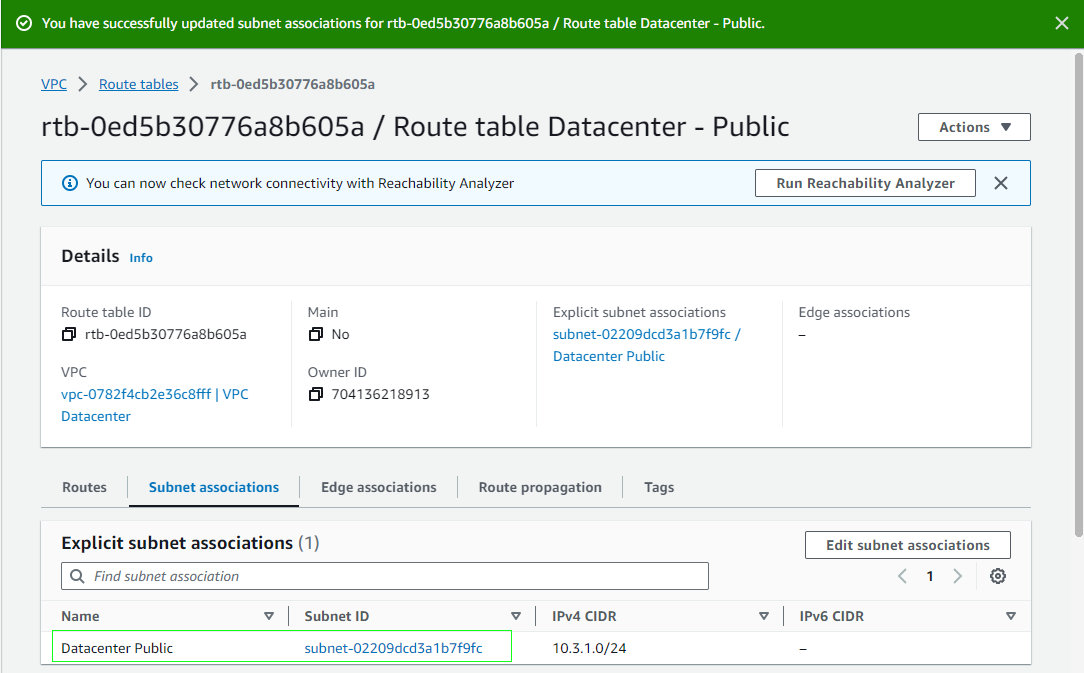 You have successfully updated subnet associations for rtb-0ed5b30776a8b605a / Route table Datacenter - Public.
VPC > Route tables > rtb-0ed5b30776a8b605a
rtb-0ed5b30776a8b605a / Route table Datacenter - Public
Actions
You can now check network connectivity with Reachability Analyzer
Run Reachability Analyzer
Details Info
Route table ID
rtb-0ed5b30776a8b605a
Main
No
Explicit subnet associations
subnet-02209dcd3a1b7f9fc /
Datacenter Public
Edge associations
–
VPC
vpc-0782f4cb2e36c8fff | VPC
Datacenter
Owner ID
704136218913
Routes Subnet associations Edge associations Route propagation Tags
Explicit subnet associations (1)
Edit subnet associations
Find subnet association
1
Name Subnet ID IPv4 CIDR IPv6 CIDR
Datacenter Public subnet-02209dcd3a1b7f9fc 10.3.1.0/24 –